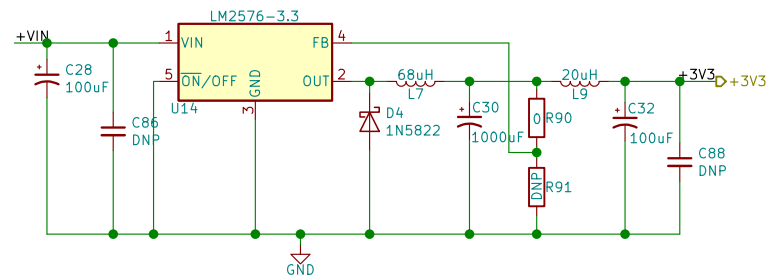 LM2576-3.3
+VIN
1
VIN
FB
4
C28
100uF
5
ON/OFF
GND
OUT
2
68uH
L7
20uH
L9
+3V3
+3V3
U14
3
C86
DNP
D4
1N5822
C30
1000uF
0
R90
C32
100uF
DNP
R91
C88
DNP
GND